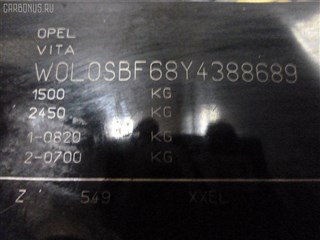 CARBONUS.RU
OPEL
VITA
W0L0SBF68Y4388689
1500 KG
2450 KG
1-0820 KG
2-0700 KG
Z 549 XXEL